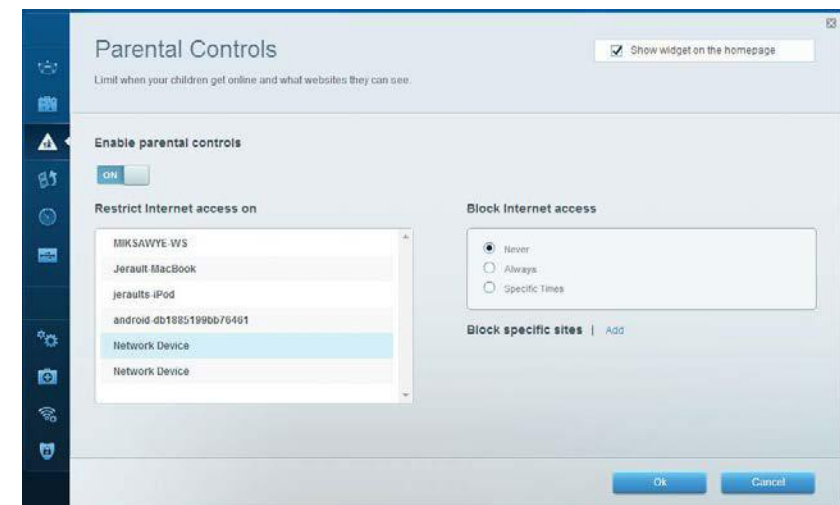 Parental Controls
Show widget on the homepage
Limit when your children get online and what websites they can see.
Enable parental controls
ON
Restrict Internet access on
MIKSAWYE-WS
Jerault-MacBook
jeraults-iPod
android-db1885199bb76461
Network Device
Network Device
Block Internet access
Never
Always
Specific Times
Block specific sites | Add
Ok
Cancel